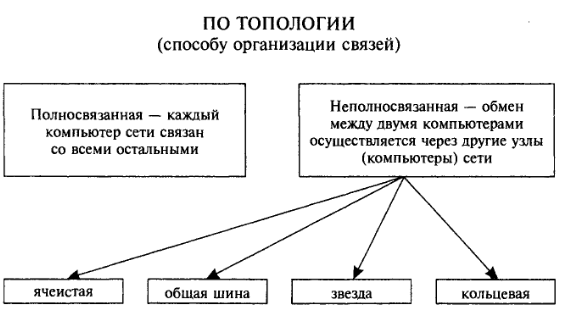 ПО ТОПОЛОГИИ
(способу организации связей)
Полносвязанная — каждый
компьютер сети связан
со всеми остальными
Неполносвязанная — обмен
между двумя компьютерами
осуществляется через другие узлы
(компьютеры) сети
ячеистая
общая шина
звезда
кольцевая